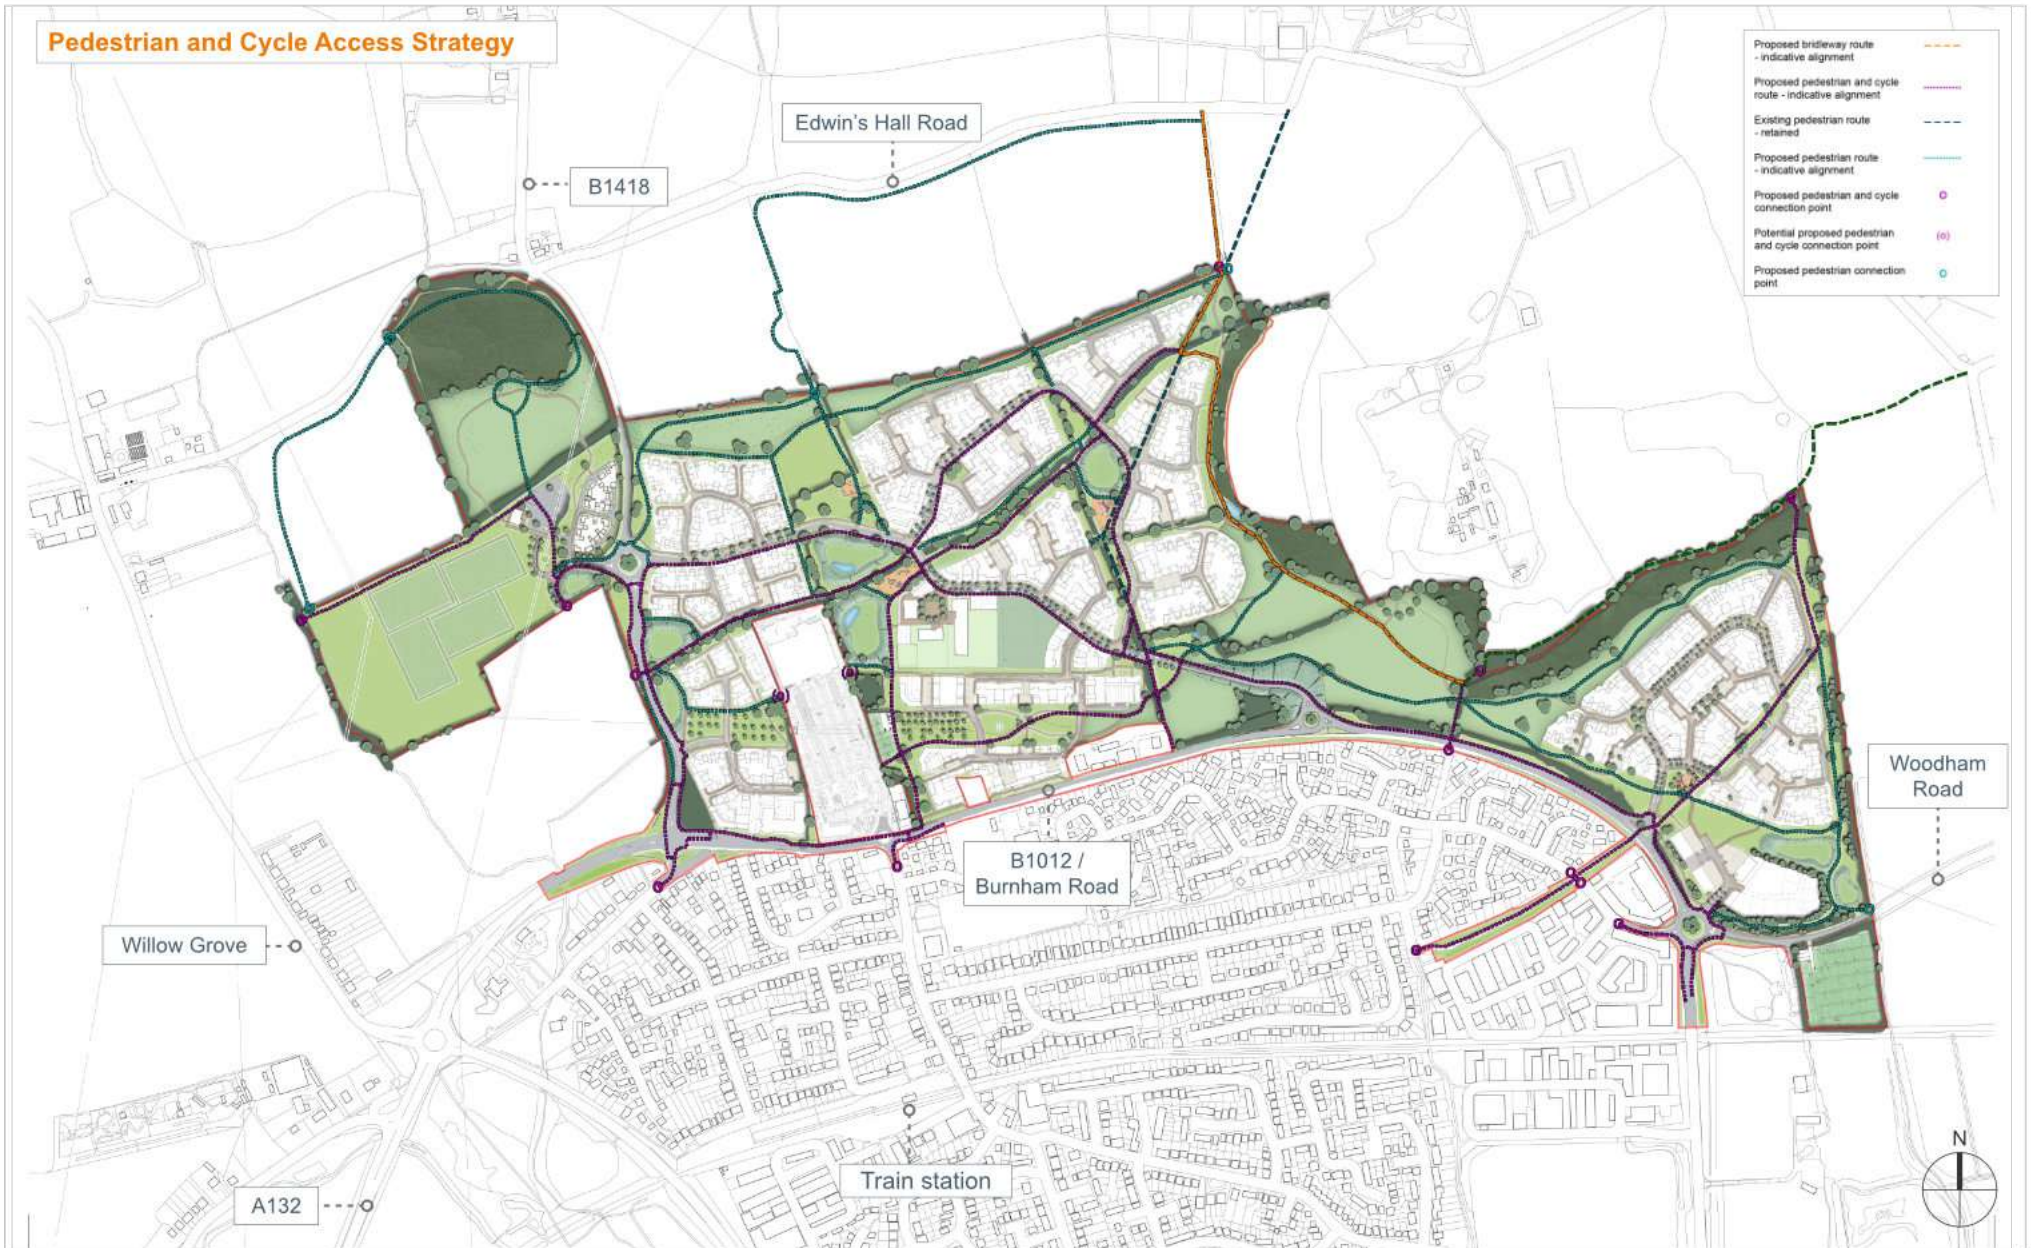 Pedestrian and Cycle Access Strategy
Proposed bridleway route
- indicative alignment
Proposed pedestrian and cycle
route - indicative alignment
Existing pedestrian route
- retained
Proposed pedestrian route
- indicative alignment
Proposed pedestrian and cycle
connection point
Potential proposed pedestrian
and cycle connection point
(o)
Proposed pedestrian connection
point
Edwin's Hall Road
B1418
Woodham
Road
B1012 /
Burnham Road
Willow Grove
Train station
A132
N